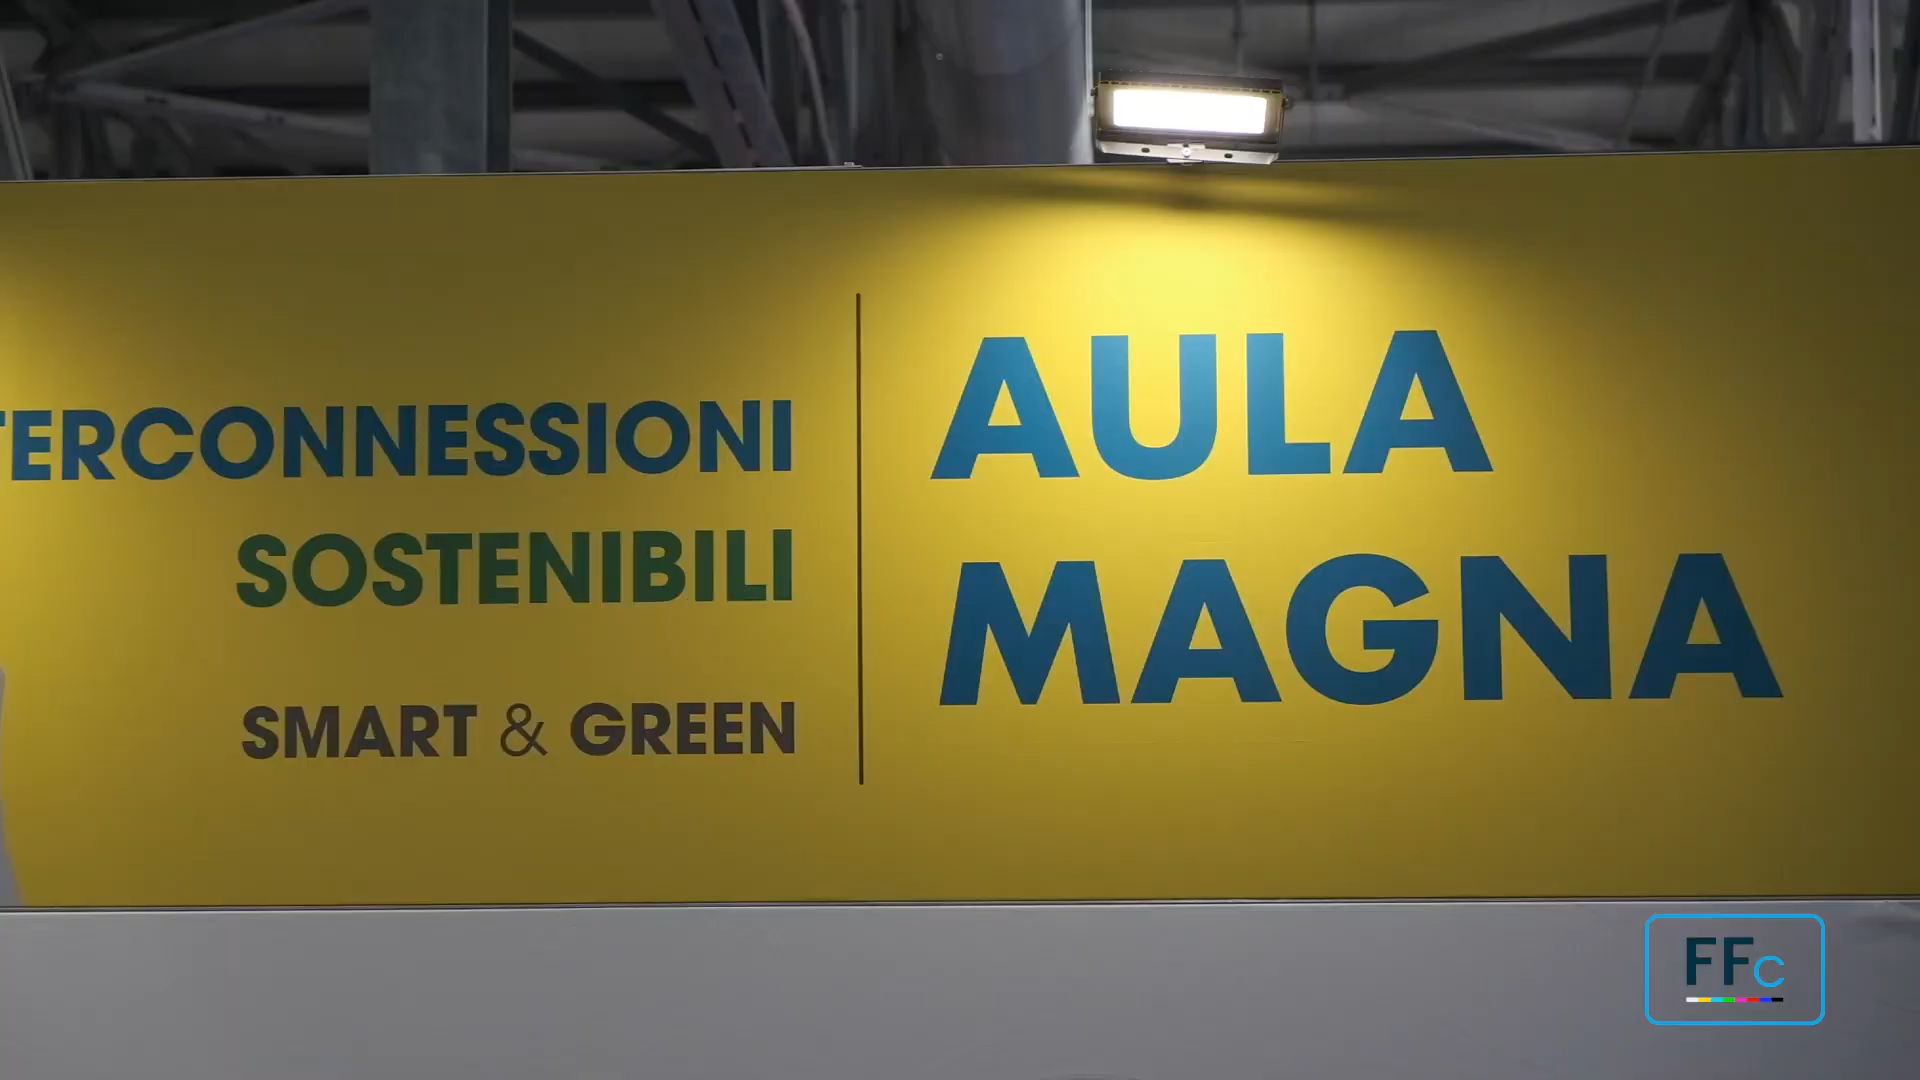 TERCONNESSIONI
SOSTENIBILI
SMART & GREEN
AULA
MAGNA
FFC